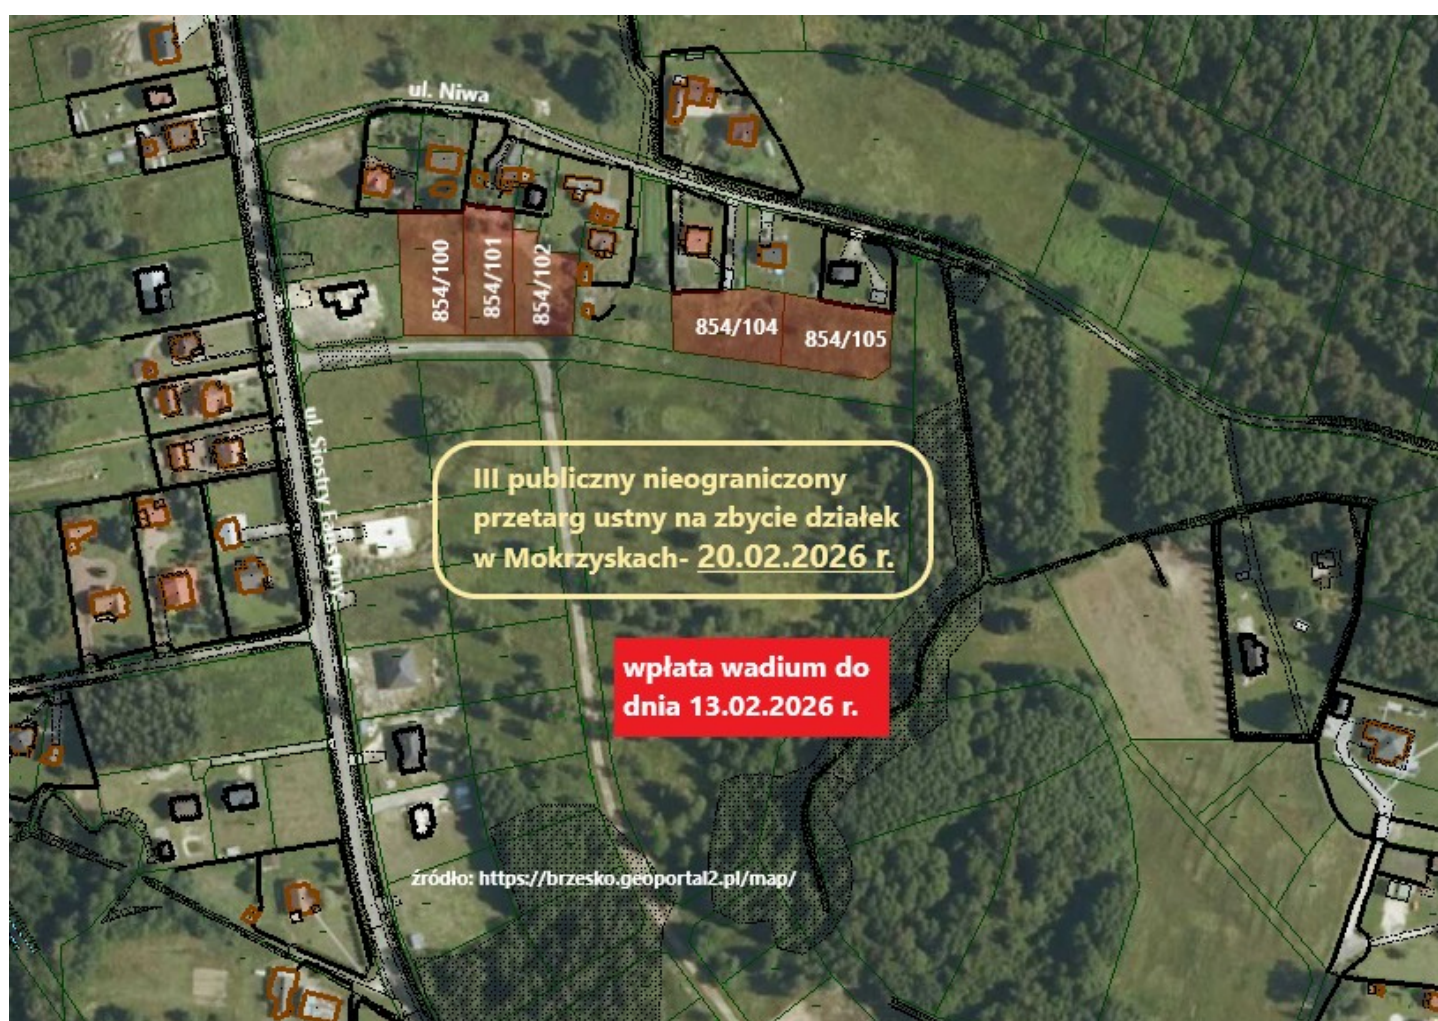 ul. Niwa
854/100
854/101
854/102
854/104
854/105
ul. Siostry Faustyny
III publiczny nieograniczony
przetarg ustny na zbycie działek
w Mokrzyskach- 20.02.2026 r.
wpłata wadium do
dnia 13.02.2026 r.
źródło: https://brzesko.geoportal2.pl/map/